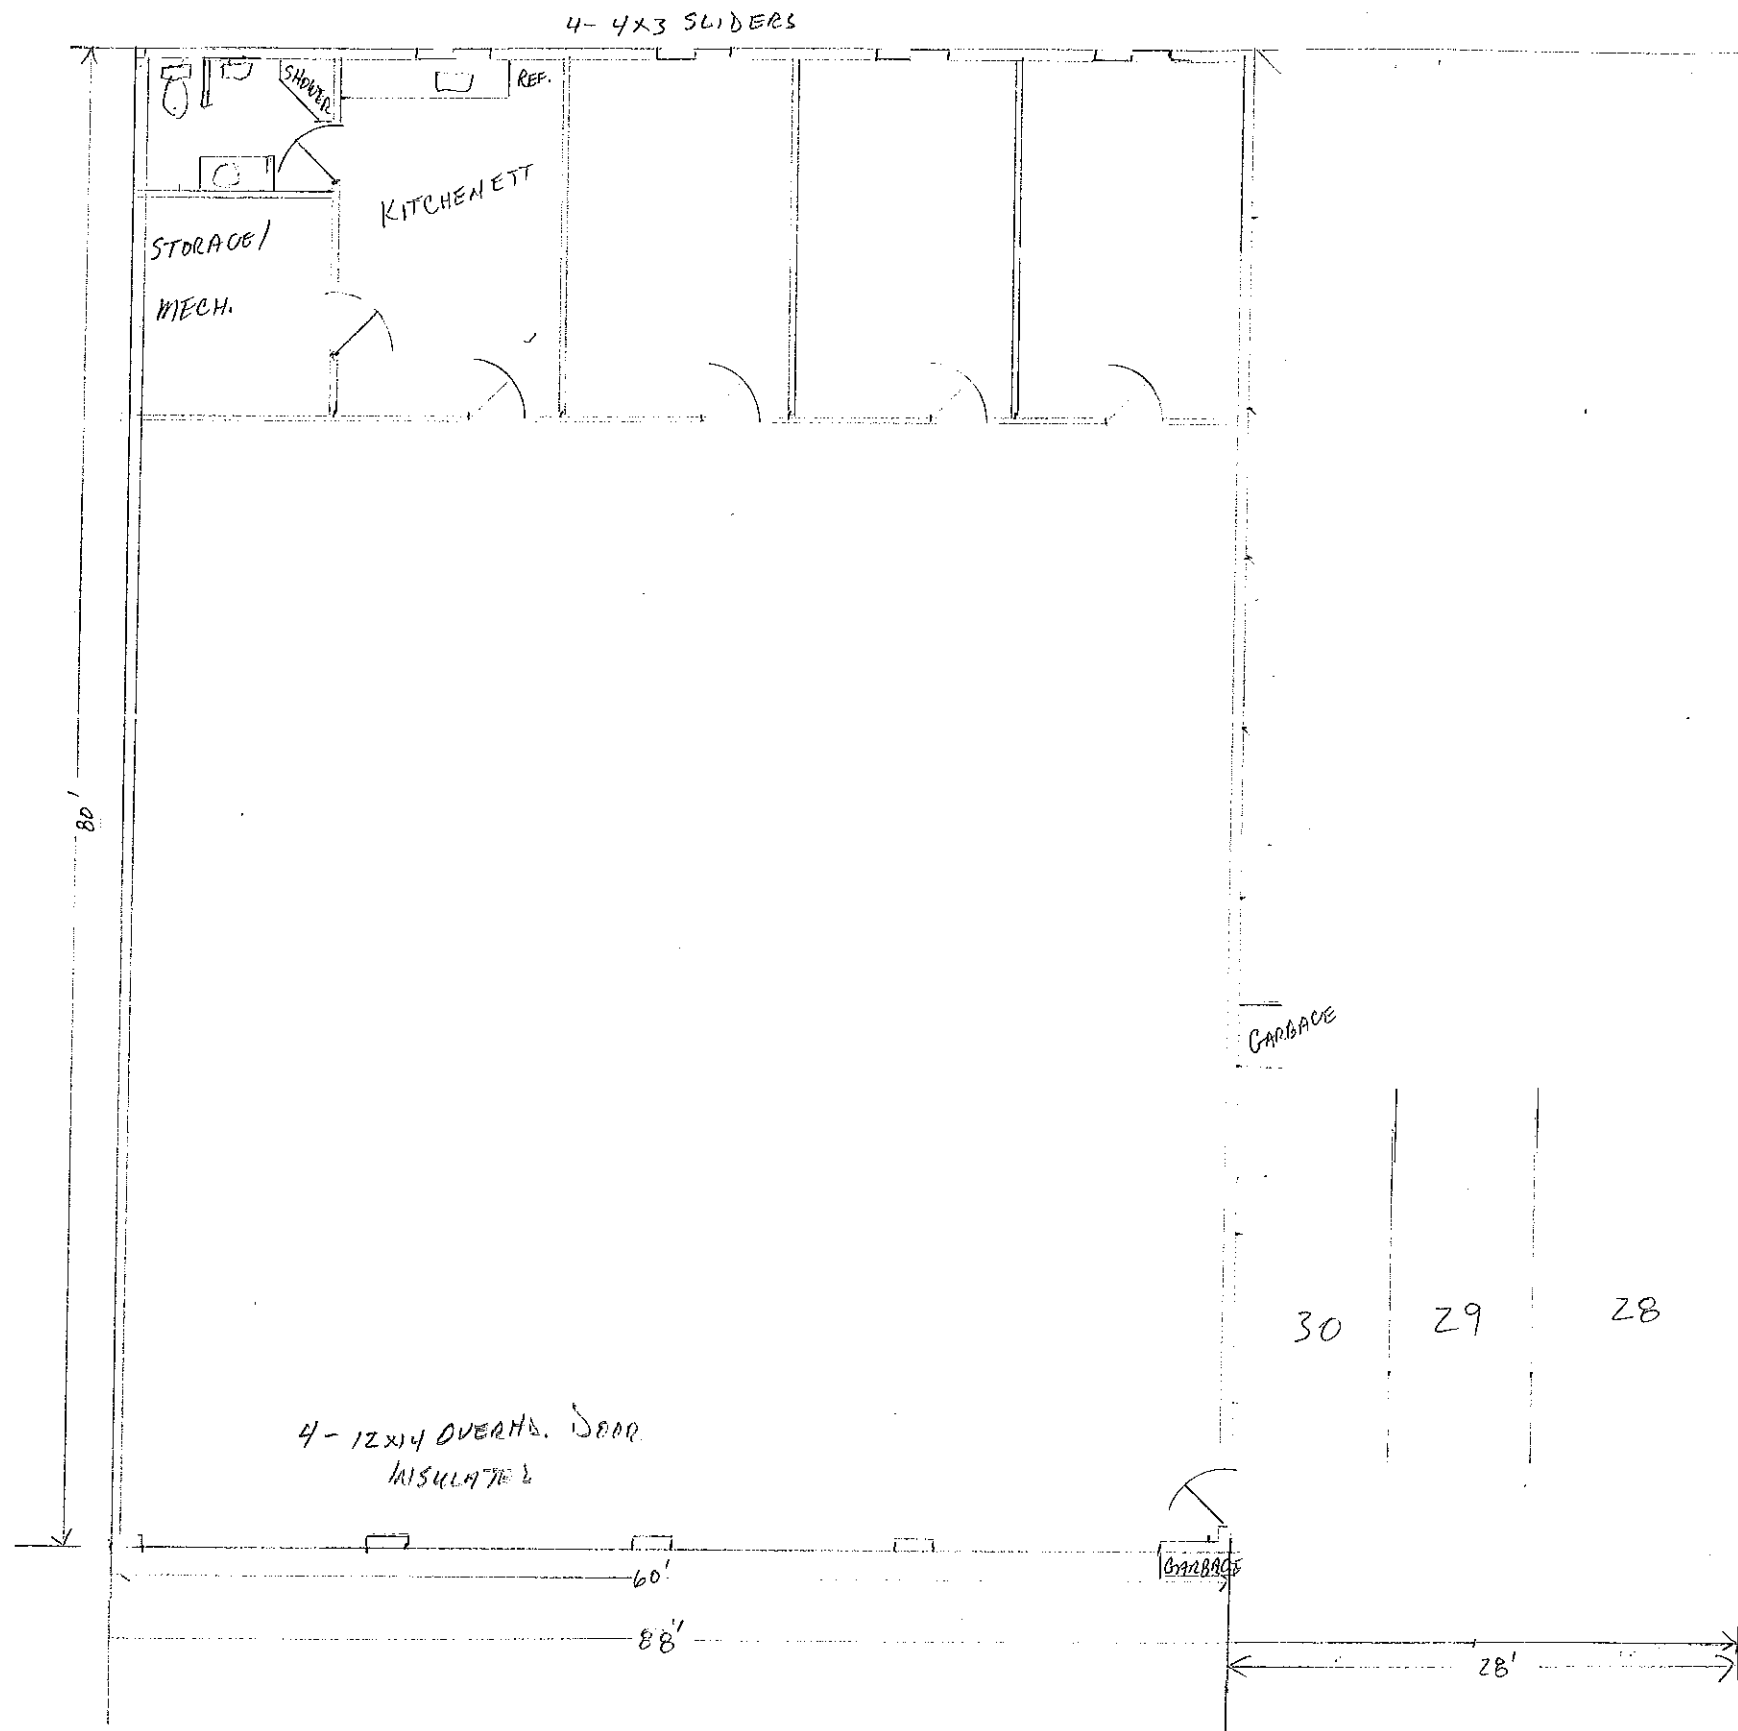 4- 4x3 SLIDERS
SHOWER
REF.
KITCHENETT
STORAGE/
MECH.
80'
GARBAGE
30
29
28
4- 12x14 OVERHD. DOOR
INSULATED
GARBAGE
60'
88'
28'